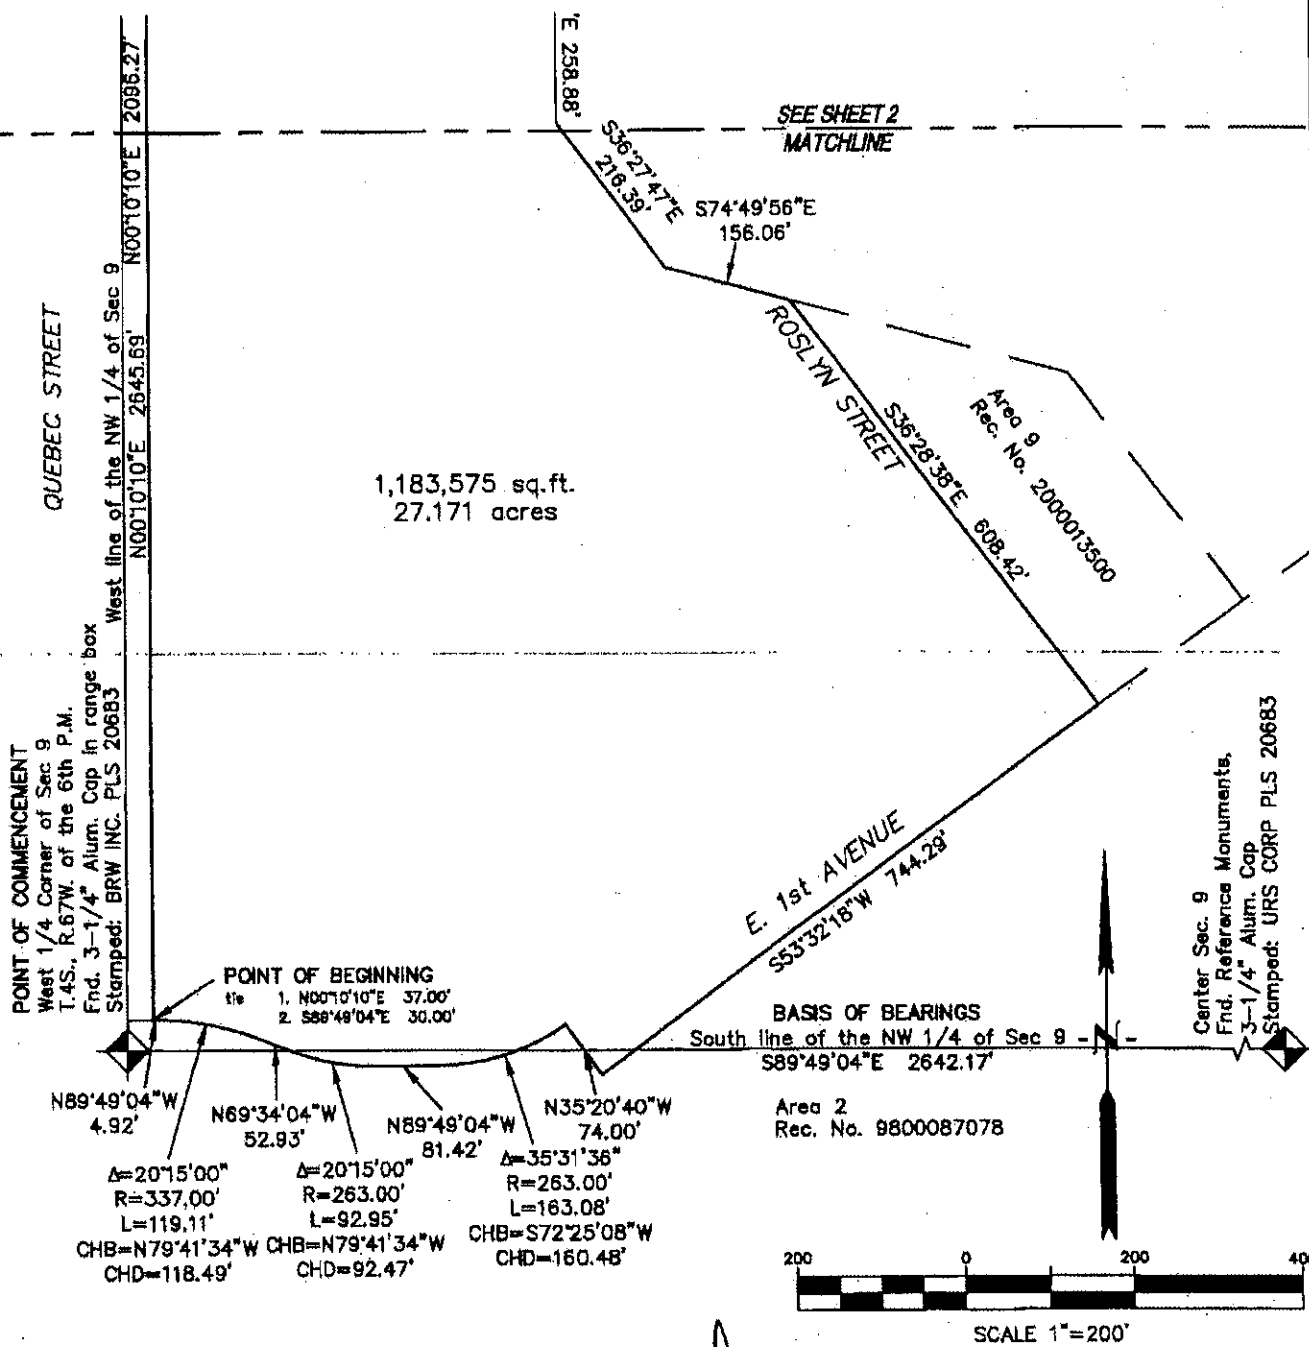 'E 258.88'
SEE SHEET 2
MATCHLINE
S36°27'47"E
216.39'
S74°49'56"E
156.06'
ROSLYN STREET
S36°28'38"E 608.42'
Area 9
Rec. No. 2000013500
N00°10'10"E 2096.27'
West line of the NW 1/4 of Sec 9
N00°10'10"E 2645.69'
QUEBEC STREET
1,183,575 sq.ft.
27.171 acres
POINT OF COMMENCEMENT
West 1/4 Corner of Sec 9
T.4S., R.67W. of the 6th P.M.
Fnd. 3-1/4" Alum. Cap in range box
Stamped: BRW INC. PLS 20683
POINT OF BEGINNING
tie 1. N00°10'10"E 37.00'
2. S89°49'04"E 30.00'
E. 1st AVENUE
S53°32'18"W 744.29'
BASIS OF BEARINGS
South line of the NW 1/4 of Sec 9
S89°49'04"E 2642.17'
Area 2
Rec. No. 9800087078
Center Sec. 9
Fnd. Reference Monuments,
3-1/4" Alum. Cap
Stamped: URS CORP PLS 20683
N
N89°49'04"W
4.92'
Δ=20°15'00"
R=337.00'
L=119.11'
CHB=N79°41'34"W
CHD=118.49'
N69°34'04"W
52.93'
Δ=20°15'00"
R=263.00'
L=92.95'
CHB=N79°41'34"W
CHD=92.47'
N89°49'04"W
81.42'
Δ=35°31'36"
R=263.00'
L=163.08'
CHB=S72°25'08"W
CHD=160.48'
N35°20'40"W
74.00'
200 0 200
SCALE 1"=200'